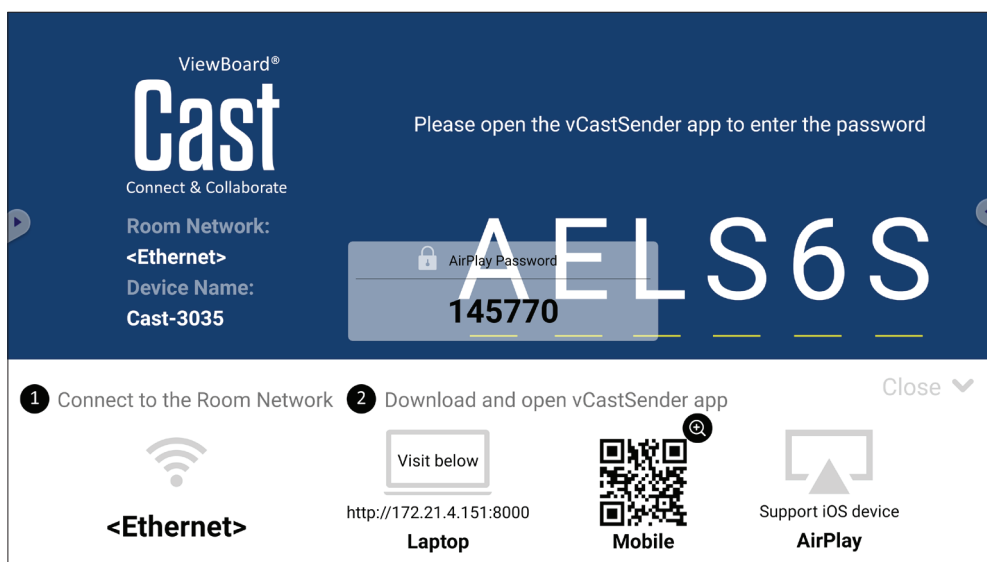 ViewBoard®
Cast
Connect & Collaborate
Please open the vCastSender app to enter the password
Room Network:
<Ethernet>
Device Name:
Cast-3035
AELS6S
AirPlay Password
145770
1 Connect to the Room Network
2 Download and open vCastSender app
Close
<Ethernet>
Visit below
http://172.21.4.151:8000
Laptop
Mobile
Support iOS device
AirPlay